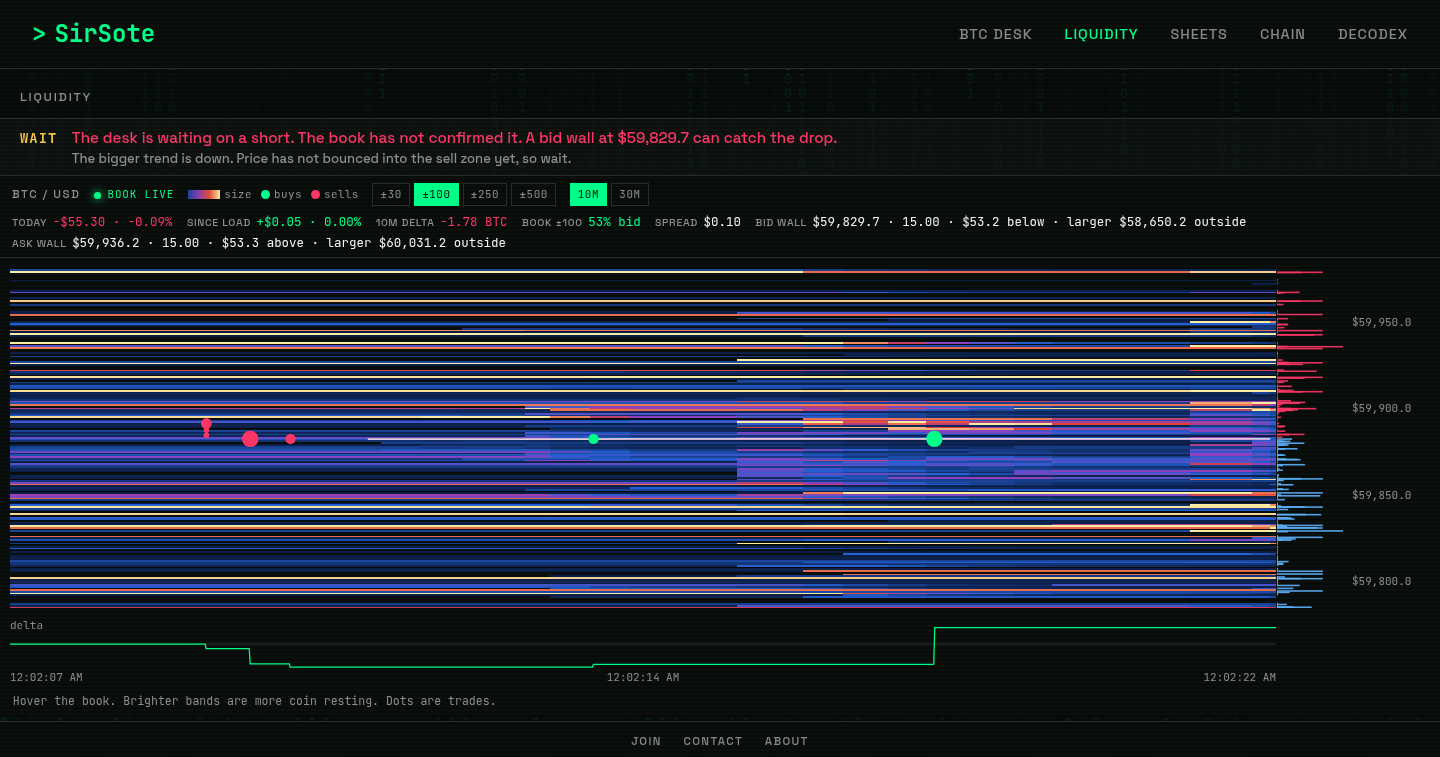 > SirSote
BTC DESK LIQUIDITY SHEETS CHAIN DECODEX
LIQUIDITY
WAIT The desk is waiting on a short. The book has not confirmed it. A bid wall at $59,829.7 can catch the drop.
The bigger trend is down. Price has not bounced into the sell zone yet, so wait.
BTC / USD BOOK LIVE size buys sells ±30 ±100 ±250 ±500 10M 30M
TODAY -$55.30 · -0.09% SINCE LOAD +$0.05 · 0.00% 10M DELTA -1.78 BTC BOOK ±100 53% bid SPREAD $0.10 BID WALL $59,829.7 · 15.00 · $53.2 below · larger $58,650.2 outside
ASK WALL $59,936.2 · 15.00 · $53.3 above · larger $60,031.2 outside
$59,950.0
$59,900.0
$59,850.0
$59,800.0
delta
12:02:07 AM 12:02:14 AM 12:02:22 AM
Hover the book. Brighter bands are more coin resting. Dots are trades.
JOIN CONTACT ABOUT